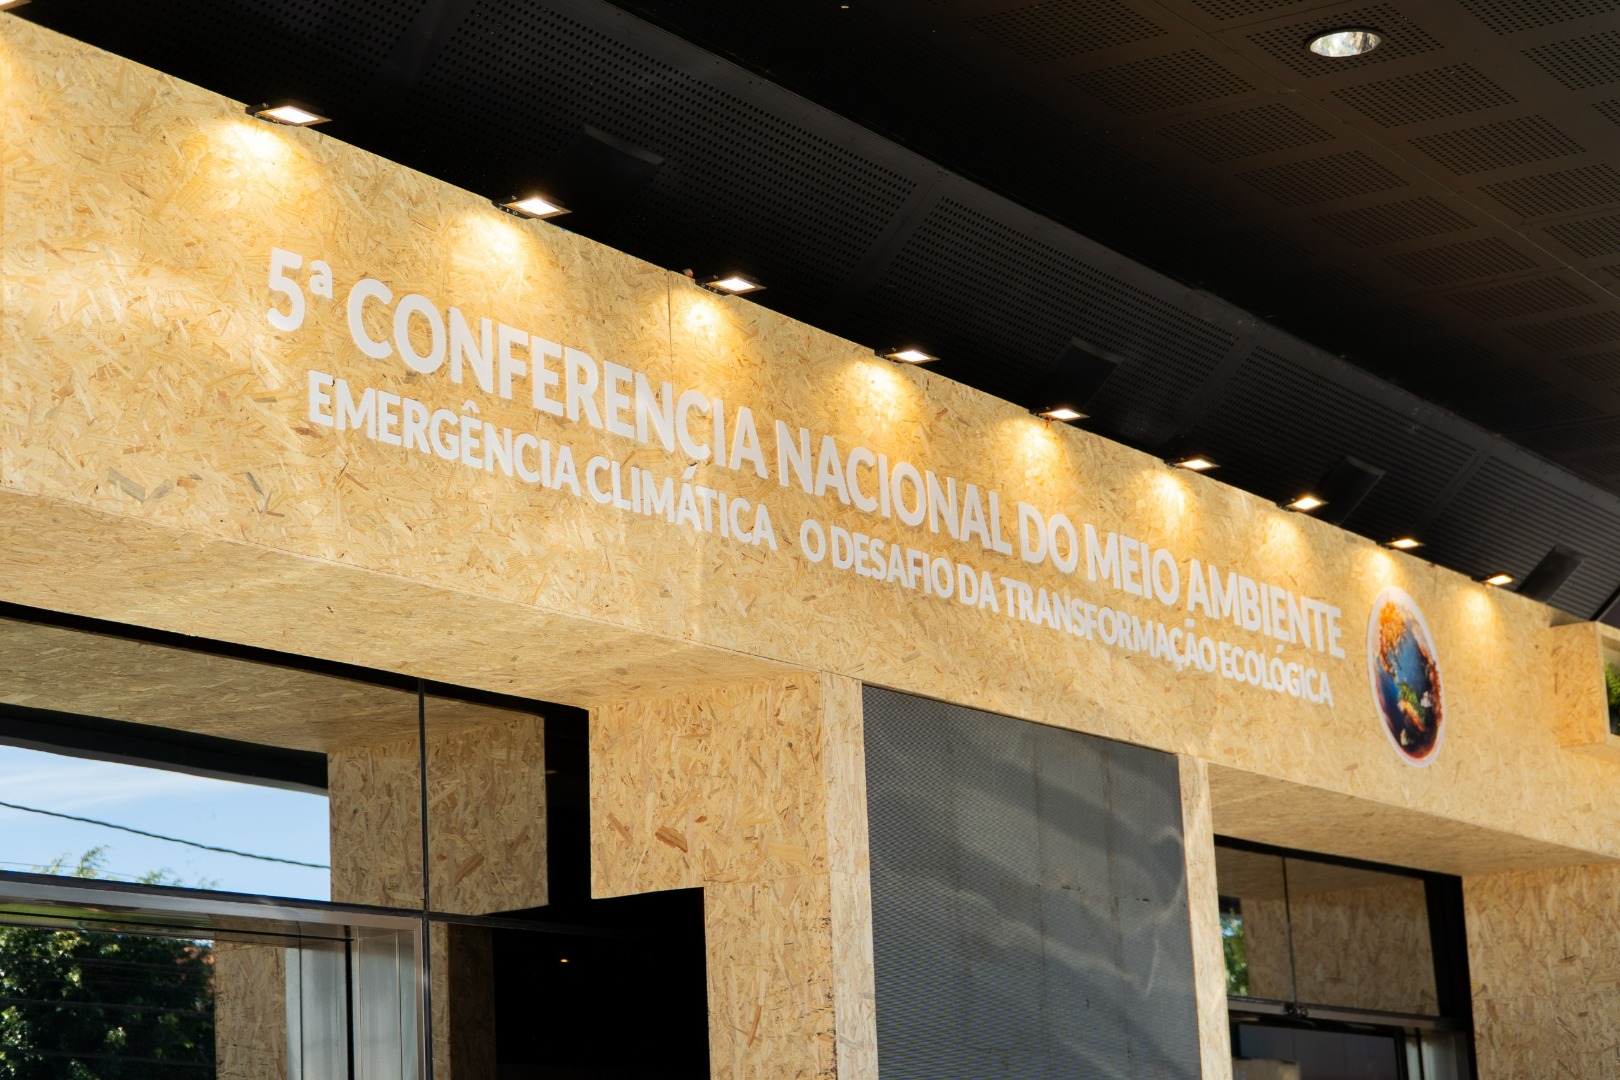 5ª CONFERENCIA NACIONAL DO MEIO AMBIENTE
EMERGÊNCIA CLIMÁTICA O DESAFIO DA TRANSFORMAÇÃO ECOLÓGICA